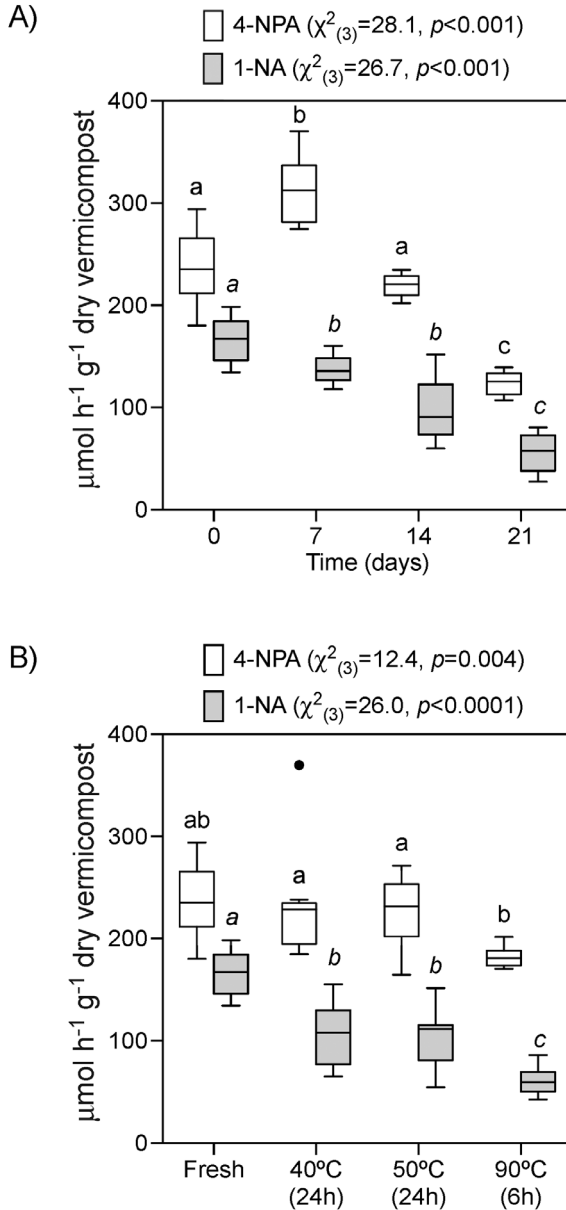 A)
4-NPA (χ²₍₃₎=28.1, p<0.001)
1-NA (χ²₍₃₎=26.7, p<0.001)
μmol h⁻¹ g⁻¹ dry vermicompost
400
300
200
100
0
a
b
a
c
a
b
b
c
0 7 14 21
Time (days)
B)
4-NPA (χ²₍₃₎=12.4, p=0.004)
1-NA (χ²₍₃₎=26.0, p<0.0001)
μmol h⁻¹ g⁻¹ dry vermicompost
400
300
200
100
0
ab
a
a
b
a
b
b
c
Fresh 40ºC 50ºC 90ºC
(24h) (24h) (6h)